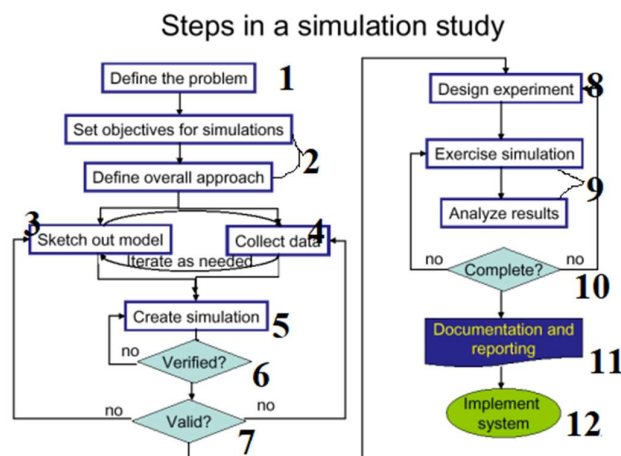 Steps in a simulation study
Define the problem
1
Set objectives for simulations
2
Define overall approach
3
Sketch out model
4
Collect data
Iterate as needed
Create simulation
5
no
Verified?
6
no
Valid?
no
7
Design experiment
8
Exercise simulation
9
Analyze results
no
Complete?
no
10
Documentation and
reporting
11
Implement
system
12